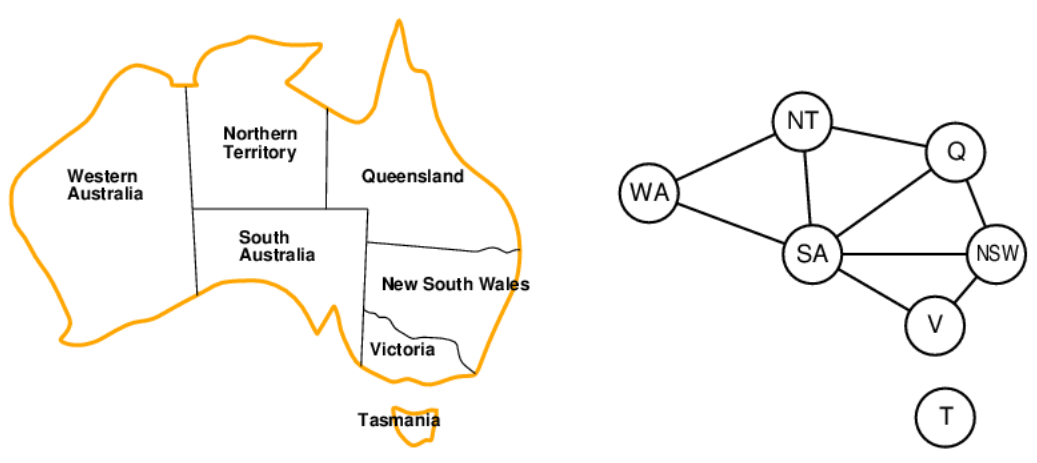 Northern
Territory
Western
Australia
Queensland
South
Australia
New South Wales
Victoria
Tasmania
NT
Q
WA
SA
NSW
V
T